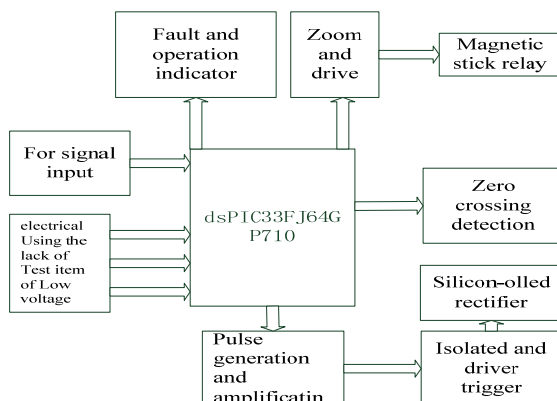 Fault and
operation
indicator
Zoom
and
drive
Magnetic
stick relay
For signal
input
dsPIC33FJ64G
P710
Zero
crossing
detection
electrical
Using the
lack of
Test item
of Low
voltage
Silicon-olled
rectifier
Pulse
generation
and
amplificatin
Isolated and
driver
trigger